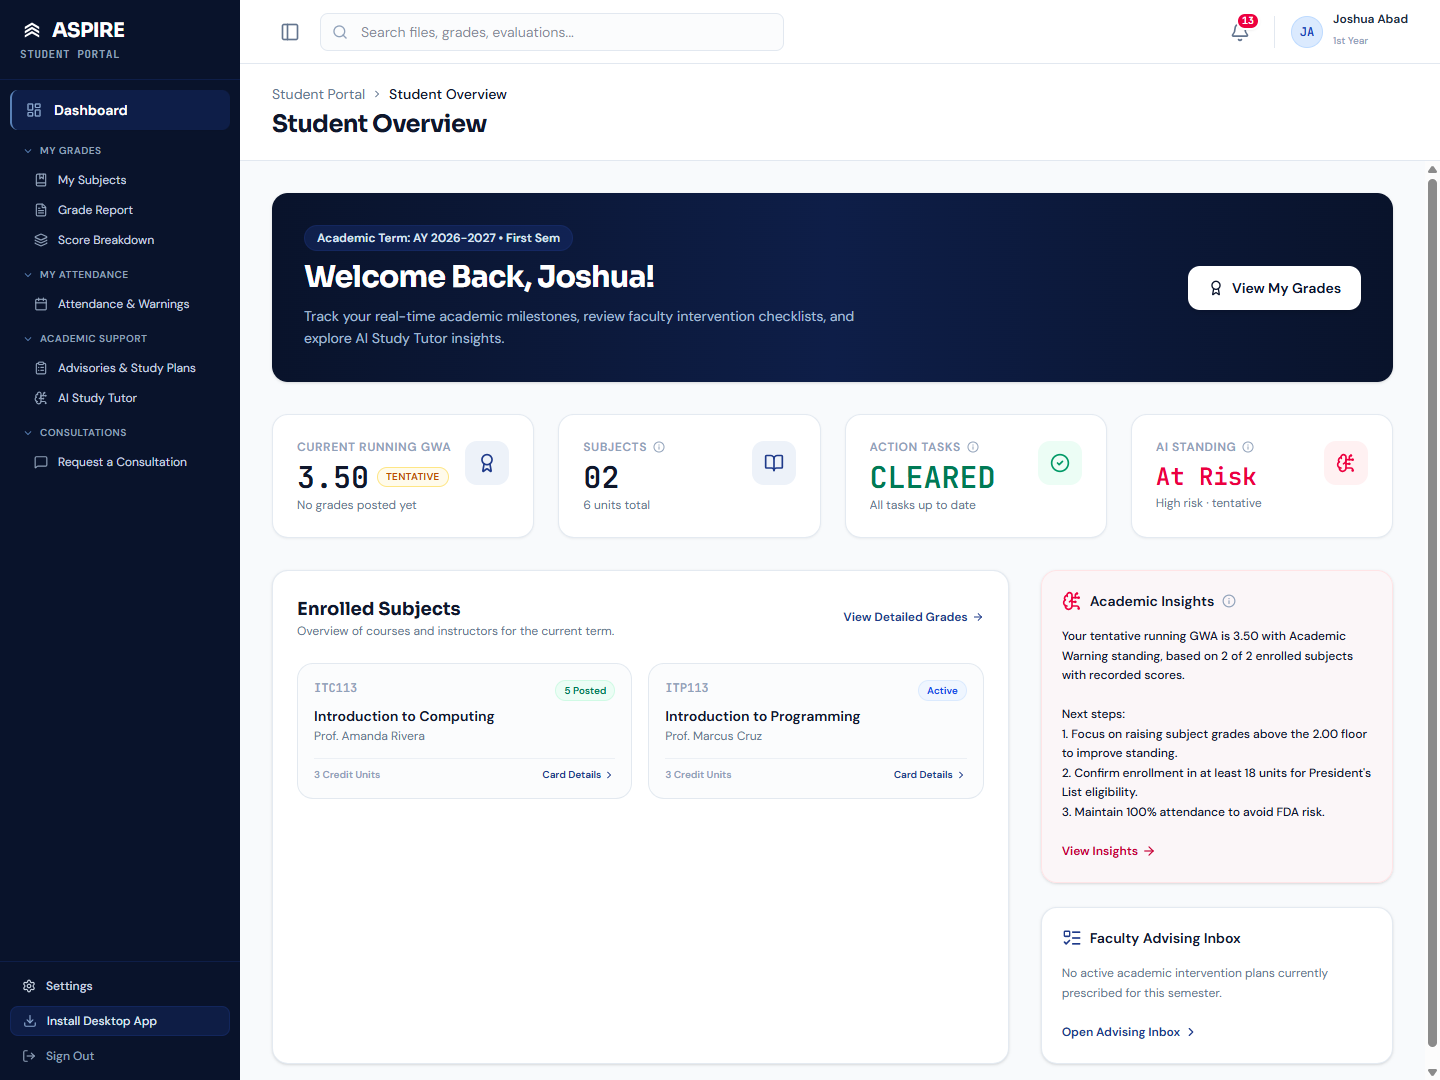 ASPIRE
STUDENT PORTAL
Dashboard
MY GRADES
My Subjects
Grade Report
Score Breakdown
MY ATTENDANCE
Attendance & Warnings
ACADEMIC SUPPORT
Advisories & Study Plans
AI Study Tutor
CONSULTATIONS
Request a Consultation
Settings
Install Desktop App
Sign Out
Search files, grades, evaluations...
13
JA
Joshua Abad
1st Year
Student Portal > Student Overview
Student Overview
Academic Term: AY 2026-2027 • First Sem
Welcome Back, Joshua!
Track your real-time academic milestones, review faculty intervention checklists, and
explore AI Study Tutor insights.
View My Grades
CURRENT RUNNING GWA
3.50 TENTATIVE
No grades posted yet
SUBJECTS
02
6 units total
ACTION TASKS
CLEARED
All tasks up to date
AI STANDING
At Risk
High risk · tentative
Enrolled Subjects
Overview of courses and instructors for the current term.
View Detailed Grades →
ITC113
5 Posted
Introduction to Computing
Prof. Amanda Rivera
3 Credit Units
Card Details >
ITP113
Active
Introduction to Programming
Prof. Marcus Cruz
3 Credit Units
Card Details >
Academic Insights
Your tentative running GWA is 3.50 with Academic
Warning standing, based on 2 of 2 enrolled subjects
with recorded scores.
Next steps:
1. Focus on raising subject grades above the 2.00 floor
to improve standing.
2. Confirm enrollment in at least 18 units for President's
List eligibility.
3. Maintain 100% attendance to avoid FDA risk.
View Insights →
Faculty Advising Inbox
No active academic intervention plans currently
prescribed for this semester.
Open Advising Inbox >